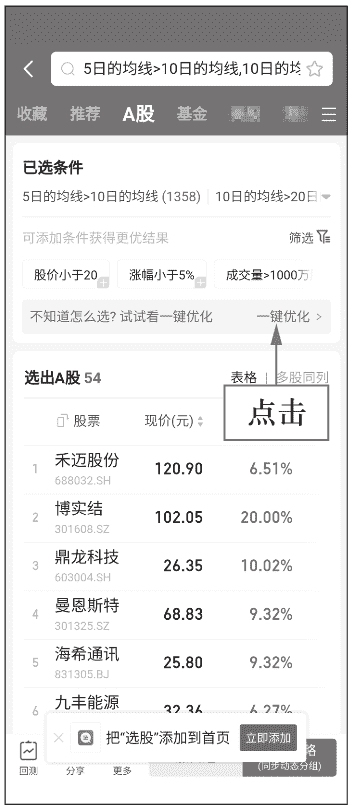 5日的均线>10日的均线,10日的均
收藏 推荐 A股 基金
已选条件
5日的均线>10日的均线 (1358) 10日的均线>20日
可添加条件获得更优结果 筛选
股价小于20 涨幅小于5% 成交量>1000万
不知道怎么选? 试试看一键优化 一键优化 >
选出A股 54 表格 | 多股同列
点击
股票 现价(元)
1 禾迈股份 120.90 6.51%
688032.SH
2 博实结 102.05 20.00%
301608.SZ
3 鼎龙科技 26.35 10.02%
603004.SH
4 曼恩斯特 68.83 9.32%
301325.SZ
5 海希通讯 25.80 9.32%
831305.BJ
6 九丰能源 32.36 6.27%
把“选股”添加到首页 立即添加
回测 分享 更多 (同步动态分组)